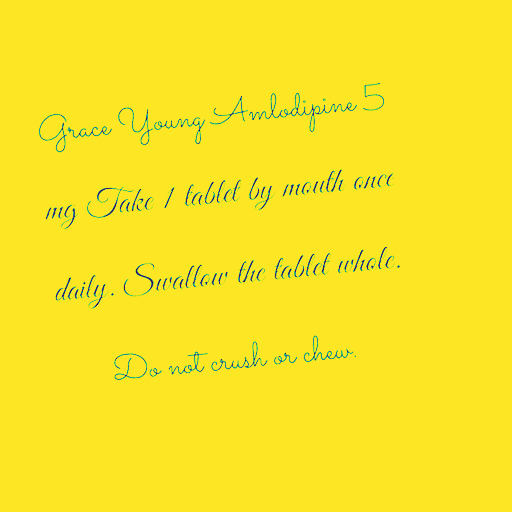 Grace Young Amlodipine 5
mg Take 1 tablet by mouth once
daily. Swallow the tablet whole.
Do not crush or chew.